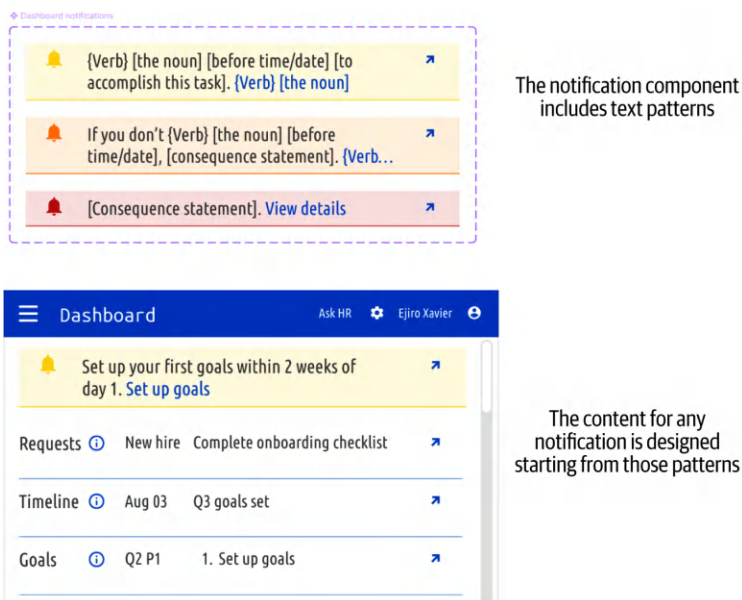 Dashboard notifications
{Verb} [the noun] [before time/date] [to
accomplish this task]. {Verb} [the noun]
If you don't {Verb} [the noun] [before
time/date], [consequence statement]. {Verb...
[Consequence statement]. View details
The notification component
includes text patterns
Dashboard Ask HR Ejiro Xavier
Set up your first goals within 2 weeks of
day 1. Set up goals
Requests New hire Complete onboarding checklist
Timeline Aug 03 Q3 goals set
Goals Q2 P1 1. Set up goals
The content for any
notification is designed
starting from those patterns